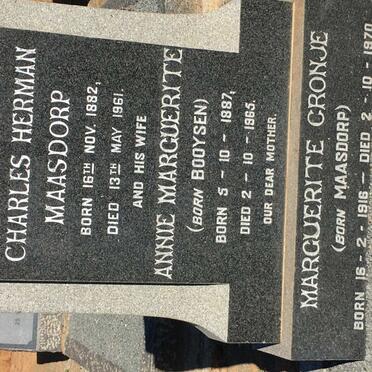 CHARLES HERMAN
MAASDORP
BORN 16TH NOV. 1882,
DIED 13TH MAY 1961.
AND HIS WIFE
ANNIE MARGUERITE
(BORN BOOYSEN)
BORN 5 - 10 - 1887,
DIED 2 - 10 - 1965.
OUR DEAR MOTHER.
MARGUERITE CRONJE
(BORN MAASDORP)
BORN 16 - 2 - 1916 - DIED 2 - 10 - 1970